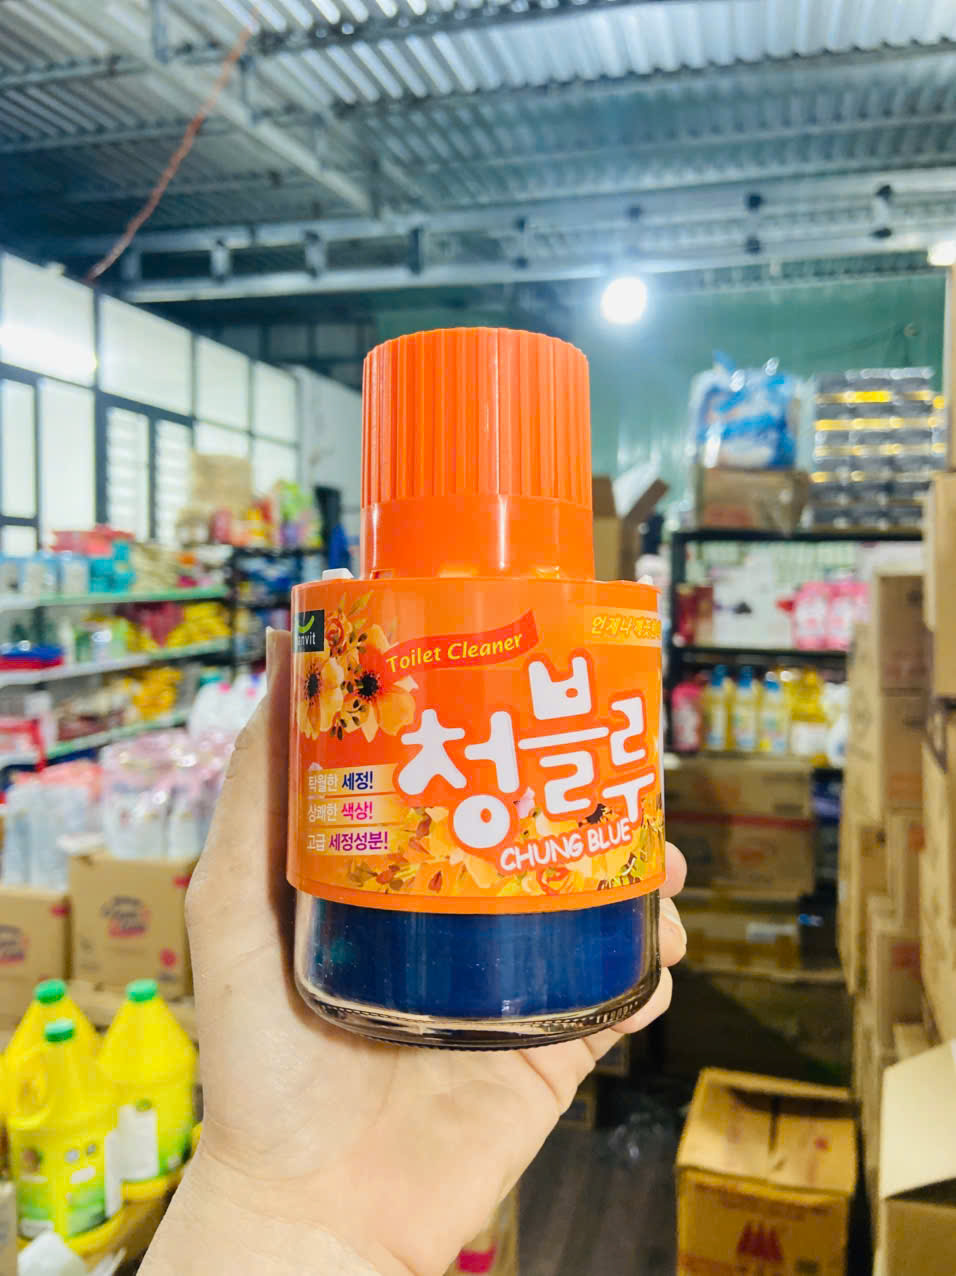 Toilet Cleaner
청블루
CHUNG BLUE
탁월한 세정!
상쾌한 색상!
고급 세정성분!